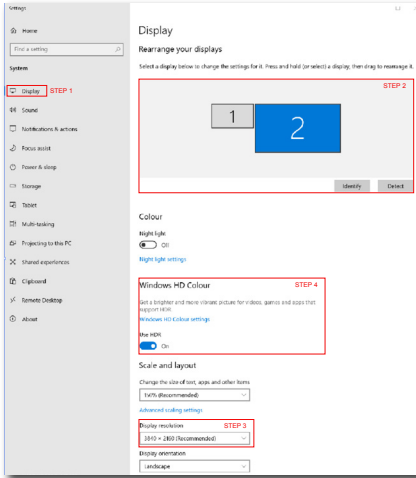 Settings
Home
Find a setting
System
Display STEP 1
Sound
Notifications & actions
Focus assist
Power & sleep
Storage
Tablet
Multi-tasking
Projecting to this PC
Shared experiences
Clipboard
Remote Desktop
About
Display
Rearrange your displays
Select a display below to change the settings for it. Press and hold (or select) a display, then drag to rearrange it.
STEP 2
1
2
Identify Detect
Colour
Night light
Off
Night light settings
Windows HD Colour STEP 4
Get a brighter and more vibrant picture for videos, games and apps that
support HDR
Windows HD Colour settings
Use HDR
On
Scale and layout
Change the size of text, apps and other items
150% (Recommended)
Advanced scaling settings
Display resolution STEP 3
3840 × 2160 (Recommended)
Display orientation
Landscape